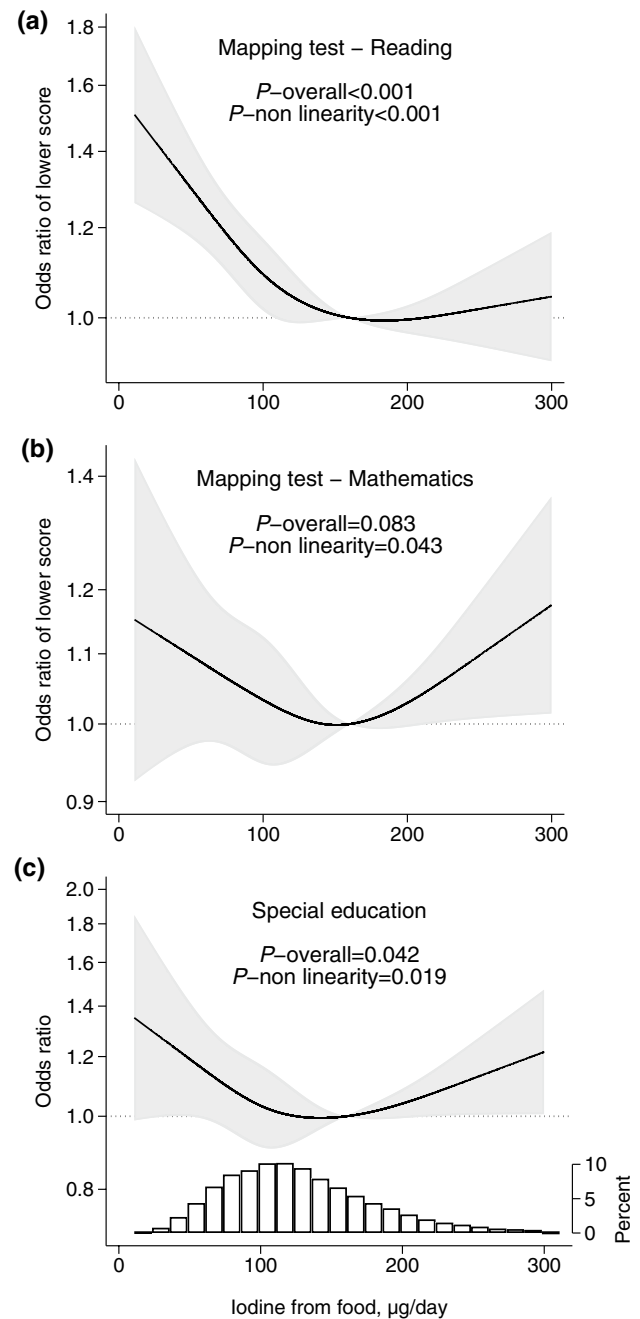 (a)
Mapping test – Reading
P–overall<0.001
P–non linearity<0.001
Odds ratio of lower score
1.8
1.6
1.4
1.2
1.0
0 100 200 300
(b)
Mapping test – Mathematics
P–overall=0.083
P–non linearity=0.043
Odds ratio of lower score
1.4
1.2
1.1
1.0
0.9
0 100 200 300
(c)
Special education
P–overall=0.042
P–non linearity=0.019
Odds ratio
2.0
1.8
1.6
1.4
1.2
1.0
0.8
10
5
0
Percent
0 100 200 300
Iodine from food, μg/day